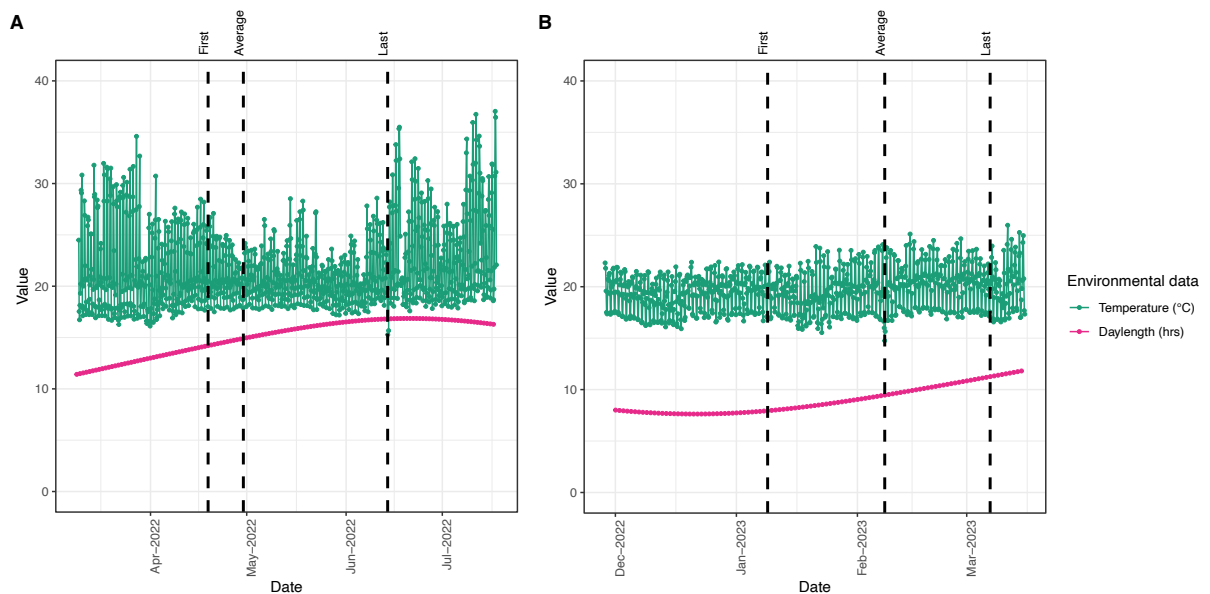 A
First
Average
Last
40
30
20
10
0
Value
Apr−2022
May−2022
Jun−2022
Jul−2022
Date
B
First
Average
Last
40
30
20
10
0
Value
Dec−2022
Jan−2023
Feb−2023
Mar−2023
Date
Environmental data
Temperature (°C)
Daylength (hrs)